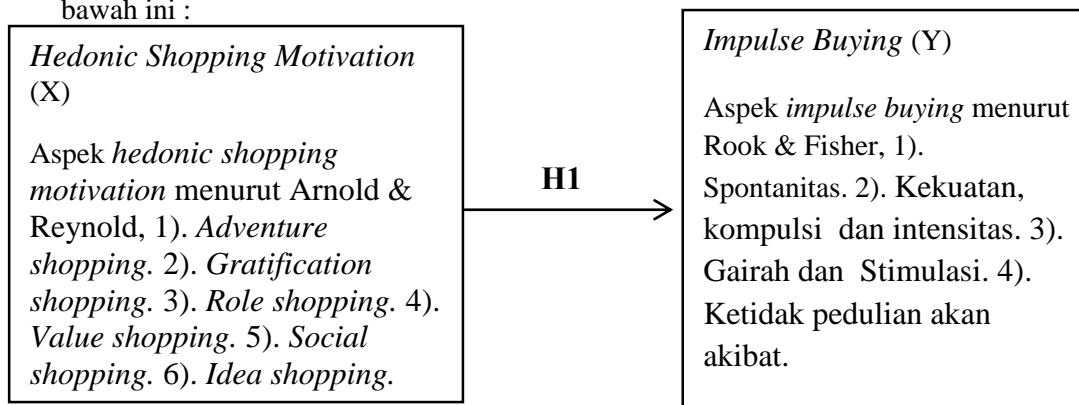 bawah ini :
Hedonic Shopping Motivation
(X)
Aspek hedonic shopping
motivation menurut Arnold &
Reynold, 1). Adventure
shopping. 2). Gratification
shopping. 3). Role shopping. 4).
Value shopping. 5). Social
shopping. 6). Idea shopping.
H1
Impulse Buying (Y)
Aspek impulse buying menurut
Rook & Fisher, 1).
Spontanitas. 2). Kekuatan,
kompulsi dan intensitas. 3).
Gairah dan Stimulasi. 4).
Ketidak pedulian akan
akibat.